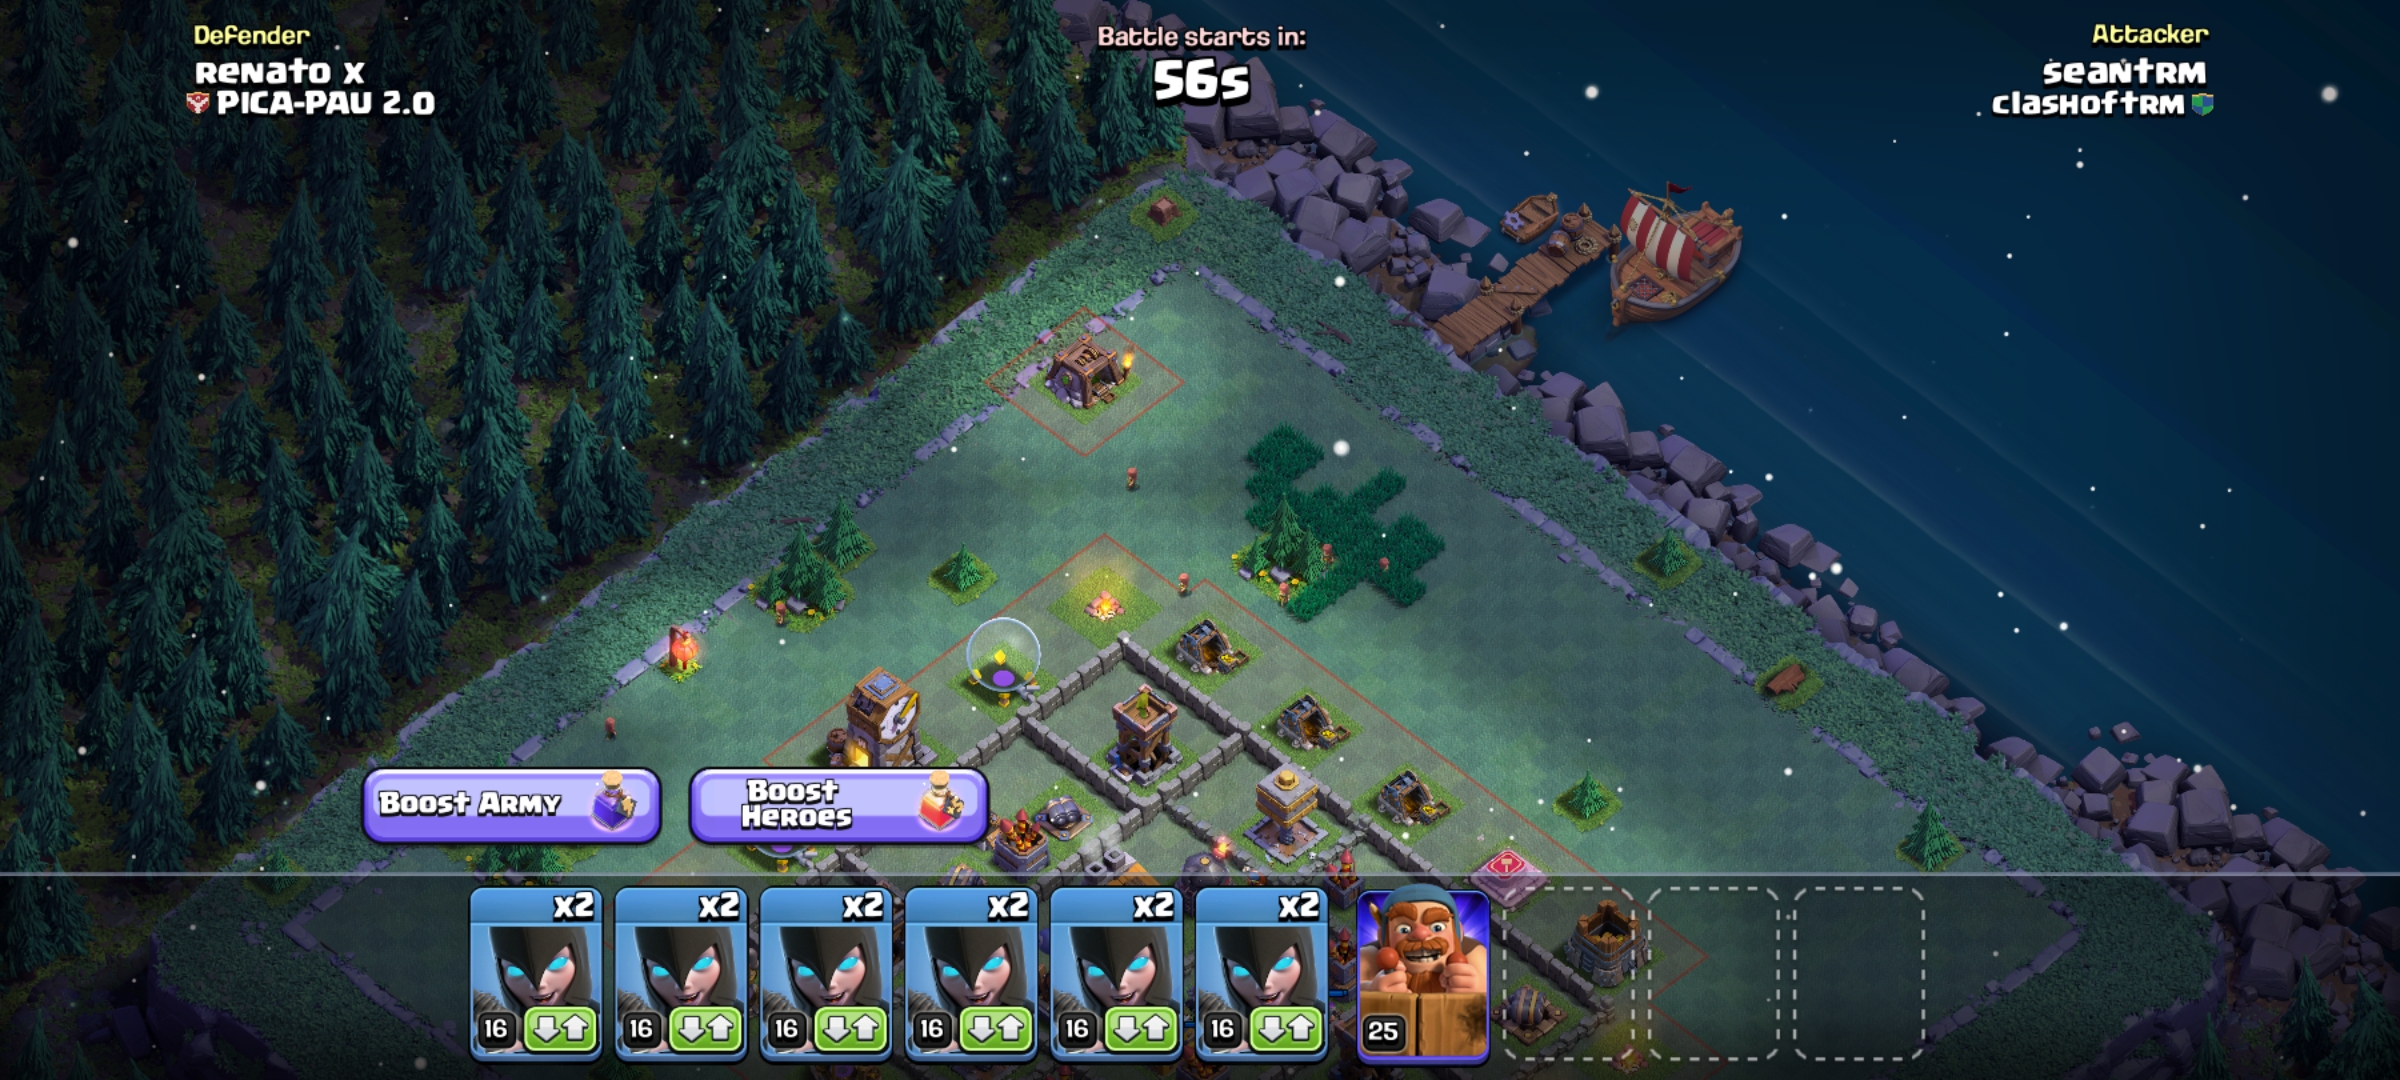 Defender
Renato x
PICA-PAU 2.0
Battle starts in:
56s
Attacker
seantRM
clashoftRM
Boost Army
Boost
Heroes
x2
x2
x2
x2
x2
x2
16
16
16
16
16
16
25